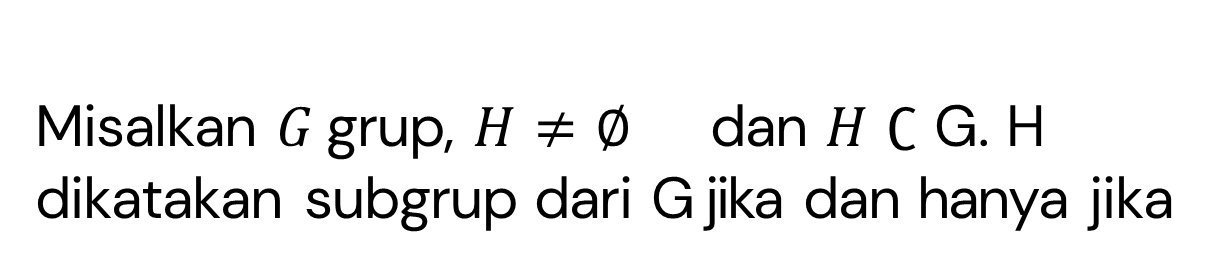 Misalkan G grup, H ≠ ∅ dan H ⊂ G. H
dikatakan subgrup dari G jika dan hanya jika